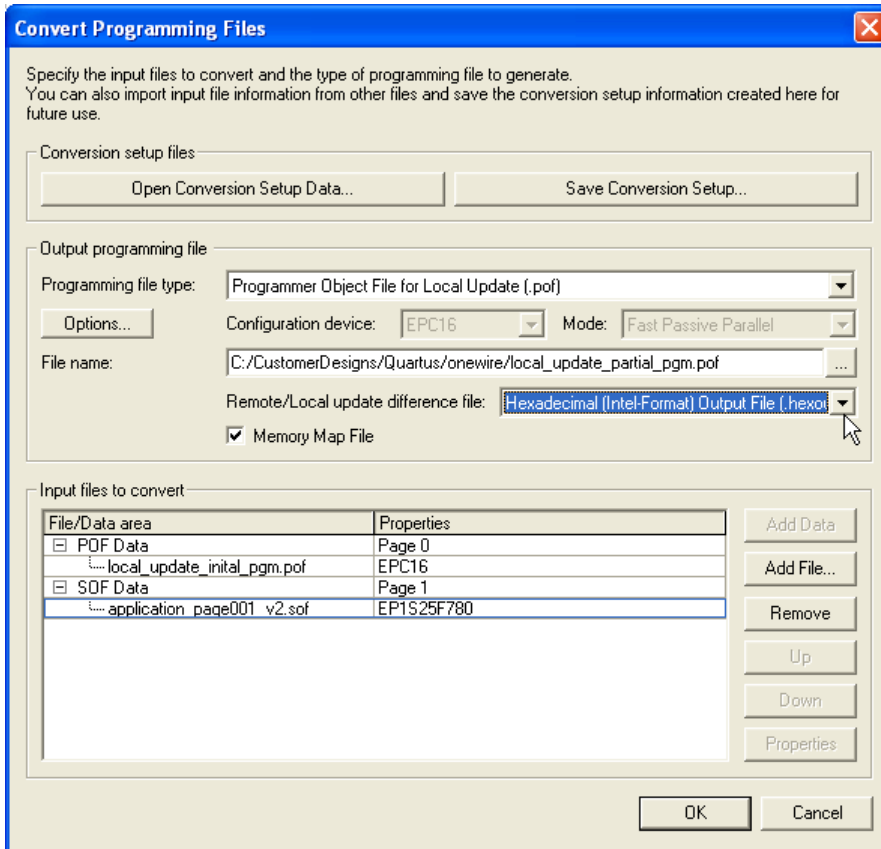 Convert Programming Files
Specify the input files to convert and the type of programming file to generate.
You can also import input file information from other files and save the conversion setup information created here for
future use.
Conversion setup files
Open Conversion Setup Data... Save Conversion Setup...
Output programming file
Programming file type: Programmer Object File for Local Update (.pof)
Options... Configuration device: EPC16 Mode: Fast Passive Parallel
File name: C:/CustomerDesigns/Quartus/onewire/local_update_partial_pgm.pof ...
Remote/Local update difference file: Hexadecimal (Intel-Format) Output File (.hexou
Memory Map File
Input files to convert
File/Data area Properties Add Data
POF Data Page 0
local_update_inital_pgm.pof EPC16 Add File...
SOF Data Page 1
application_page001_v2.sof EP1S25F780 Remove
Up
Down
Properties
OK Cancel